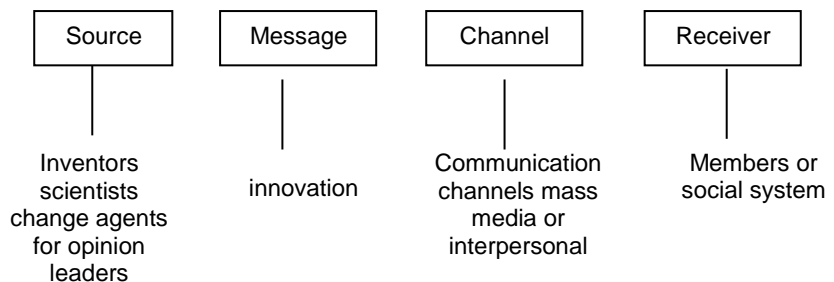 Source
Message
Channel
Receiver
Inventors
scientists
change agents
for opinion
leaders
innovation
Communication
channels mass
media or
interpersonal
Members or
social system